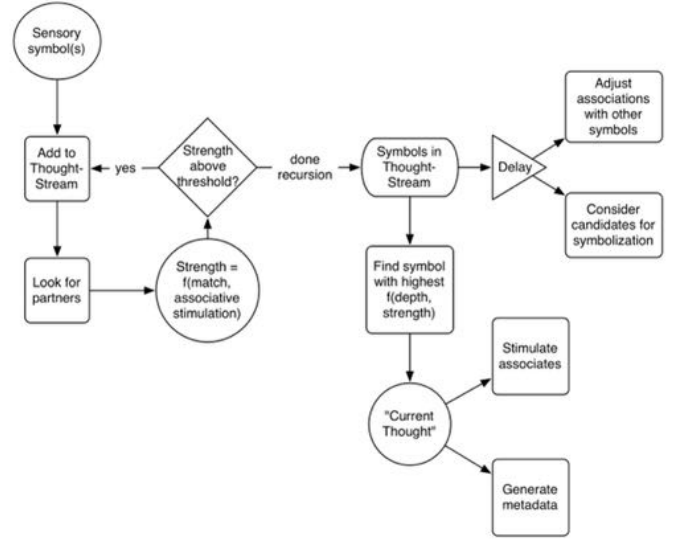 Sensory
symbol(s)
Add to
Thought-
Stream
yes
Strength
above
threshold?
done
recursion
Look for
partners
Strength =
f(match,
associative
stimulation)
Symbols in
Thought-
Stream
Delay
Adjust
associations
with other
symbols
Consider
candidates for
symbolization
Find symbol
with highest
f(depth,
strength)
"Current
Thought"
Stimulate
associates
Generate
metadata